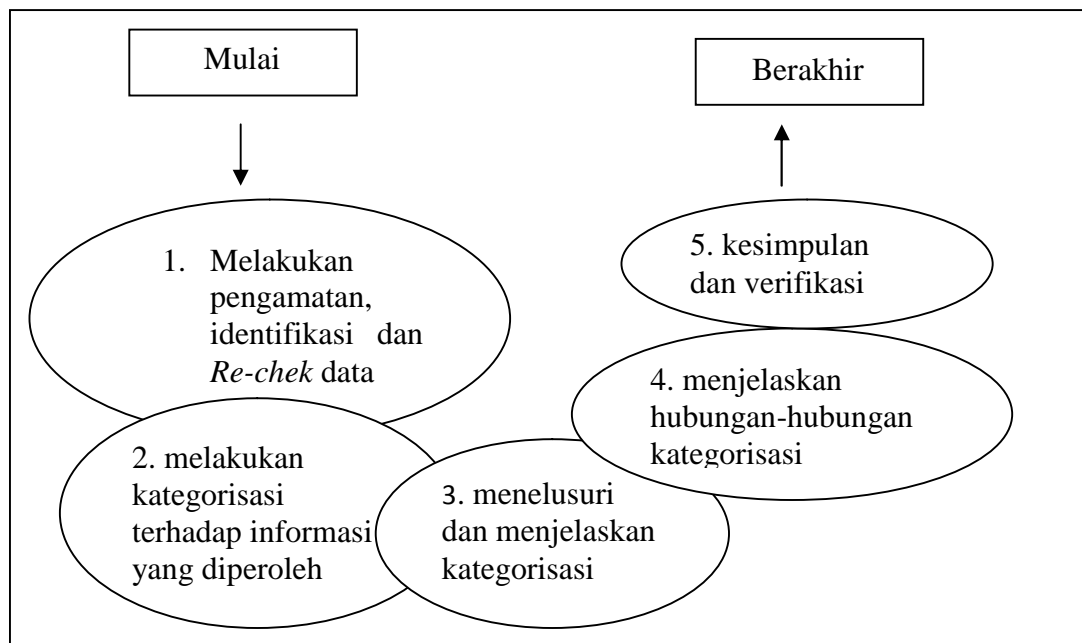 Mulai
Berakhir
1. Melakukan
pengamatan,
identifikasi dan
Re-chek data
2. melakukan
kategorisasi
terhadap informasi
yang diperoleh
3. menelusuri
dan menjelaskan
kategorisasi
4. menjelaskan
hubungan-hubungan
kategorisasi
5. kesimpulan
dan verifikasi